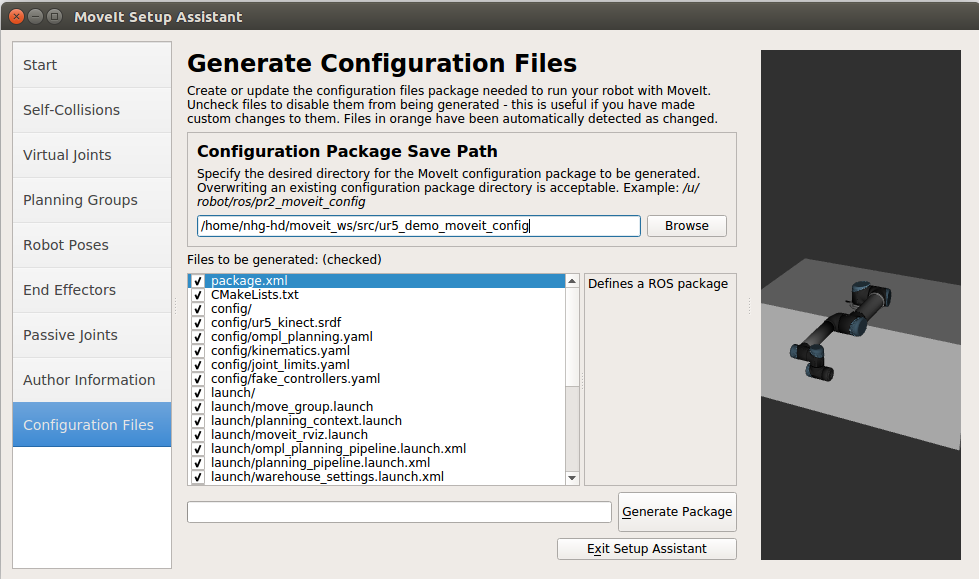 MoveIt Setup Assistant
Start
Self-Collisions
Virtual Joints
Planning Groups
Robot Poses
End Effectors
Passive Joints
Author Information
Configuration Files
Generate Configuration Files
Create or update the configuration files package needed to run your robot with MoveIt.
Uncheck files to disable them from being generated - this is useful if you have made
custom changes to them. Files in orange have been automatically detected as changed.
Configuration Package Save Path
Specify the desired directory for the MoveIt configuration package to be generated.
Overwriting an existing configuration package directory is acceptable. Example: /u/
robot/ros/pr2_moveit_config
/home/nhg-hd/moveit_ws/src/ur5_demo_moveit_config
Browse
Files to be generated: (checked)
package.xml
CMakeLists.txt
config/
config/ur5_kinect.srdf
config/ompl_planning.yaml
config/kinematics.yaml
config/joint_limits.yaml
config/fake_controllers.yaml
launch/
launch/move_group.launch
launch/planning_context.launch
launch/moveit_rviz.launch
launch/ompl_planning_pipeline.launch.xml
launch/planning_pipeline.launch.xml
launch/warehouse_settings.launch.xml
Defines a ROS package
Generate Package
Exit Setup Assistant